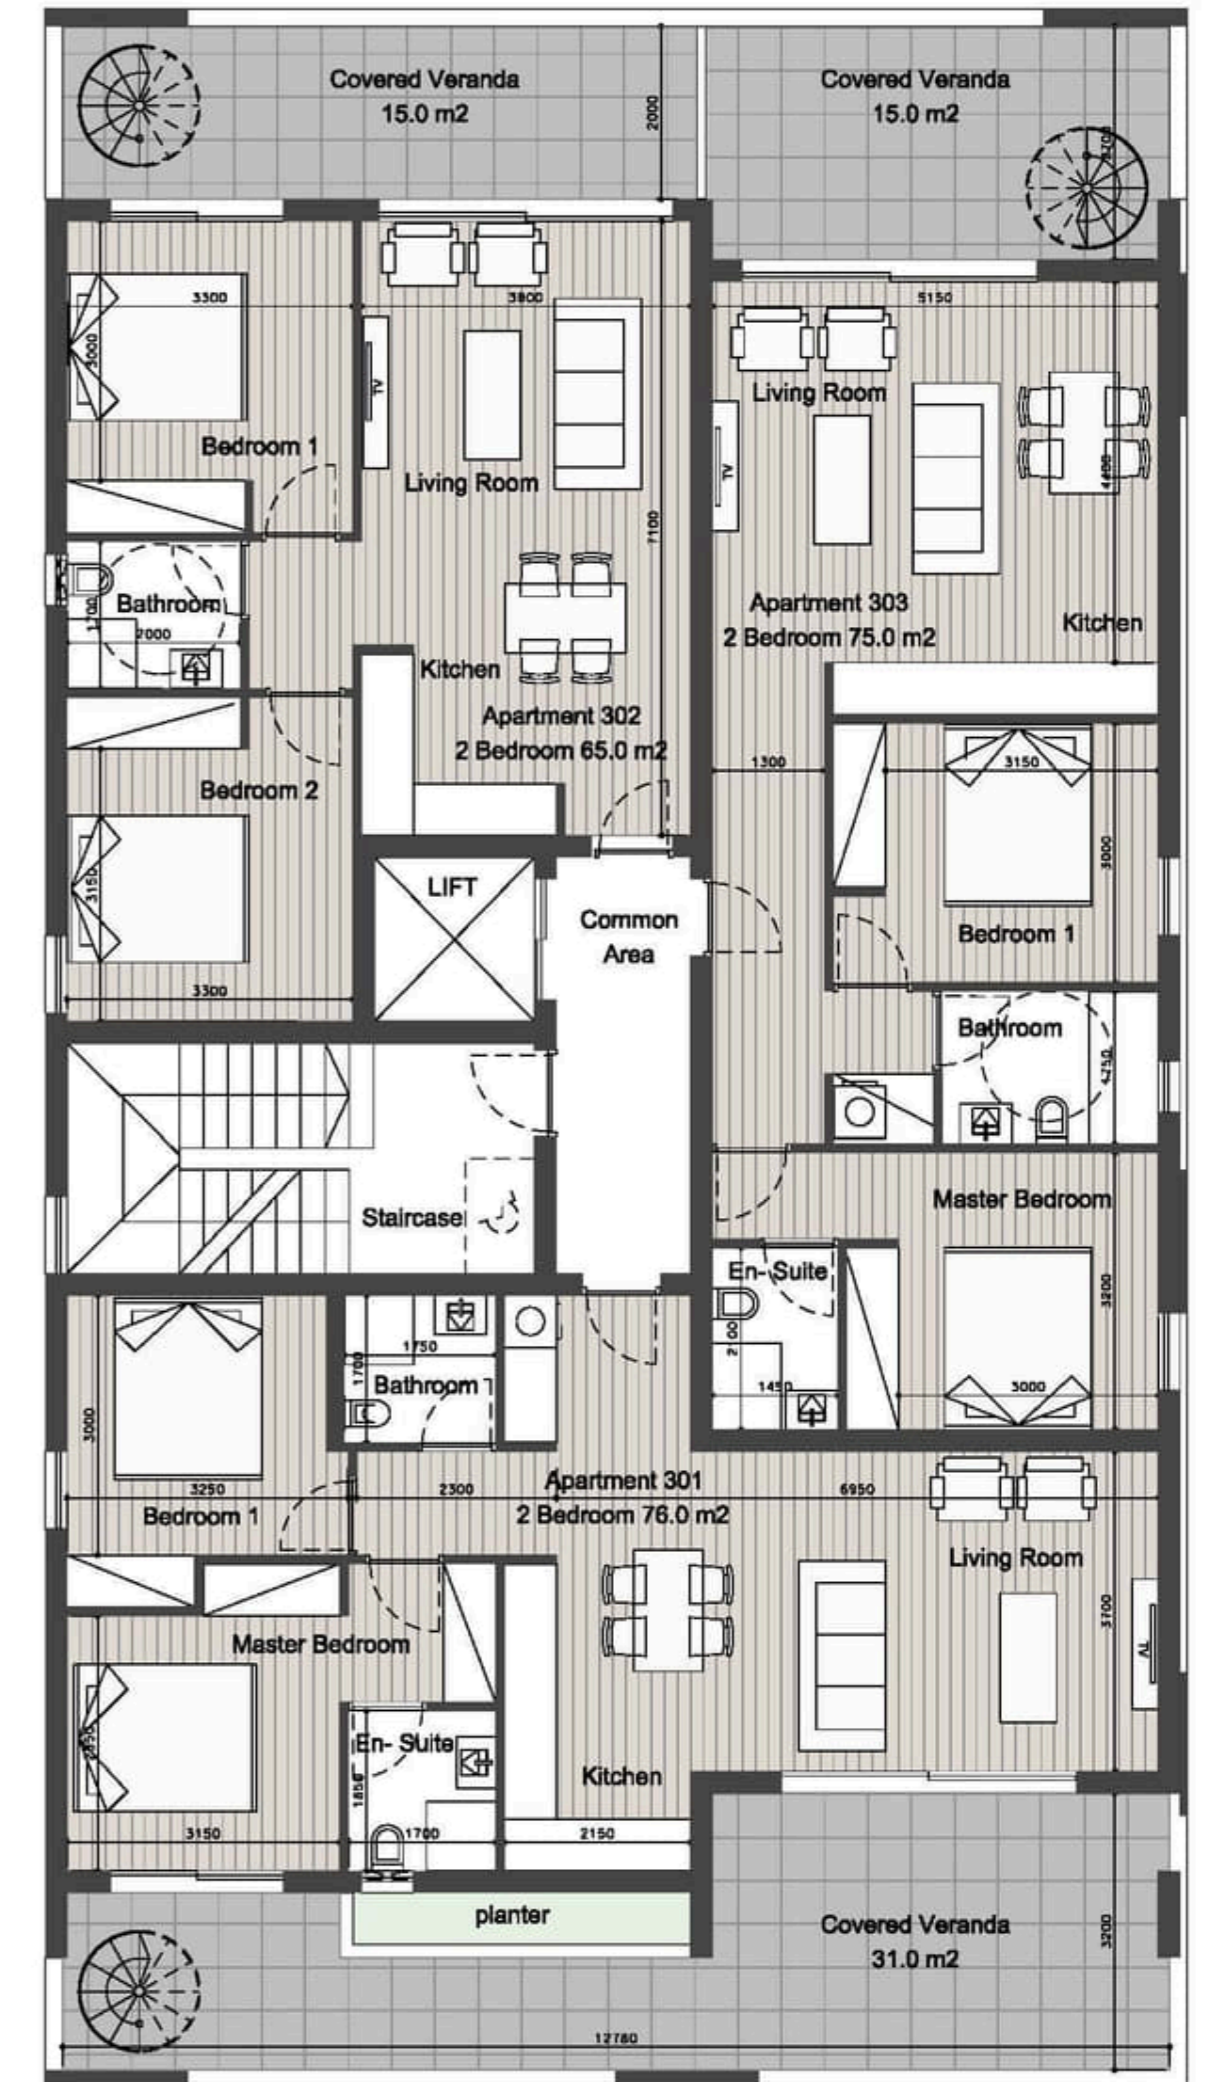 Covered Veranda
15.0 m2
2000
Covered Veranda
15.0 m2
3300
3000
Bedroom 1
3800
TV
Living Room
7100
5150
Living Room
TV
4400
Bathroom
1700
2000
Apartment 303
2 Bedroom 75.0 m2
Kitchen
Kitchen
Apartment 302
2 Bedroom 65.0 m2
Bedroom 2
3150
3300
LIFT
Common
Area
1300
3150
3000
Bedroom 1
Bathroom
Staircase
Master Bedroom
3200
En- Suite
2100
1450
3000
3000
3250
Bedroom 1
1750
1700
Bathroom
2300
Apartment 301
2 Bedroom 76.0 m2
6950
Living Room
3700
TV
Master Bedroom
3150
En- Suite
1850
1700
Kitchen
2150
planter
Covered Veranda
31.0 m2
3200
12780